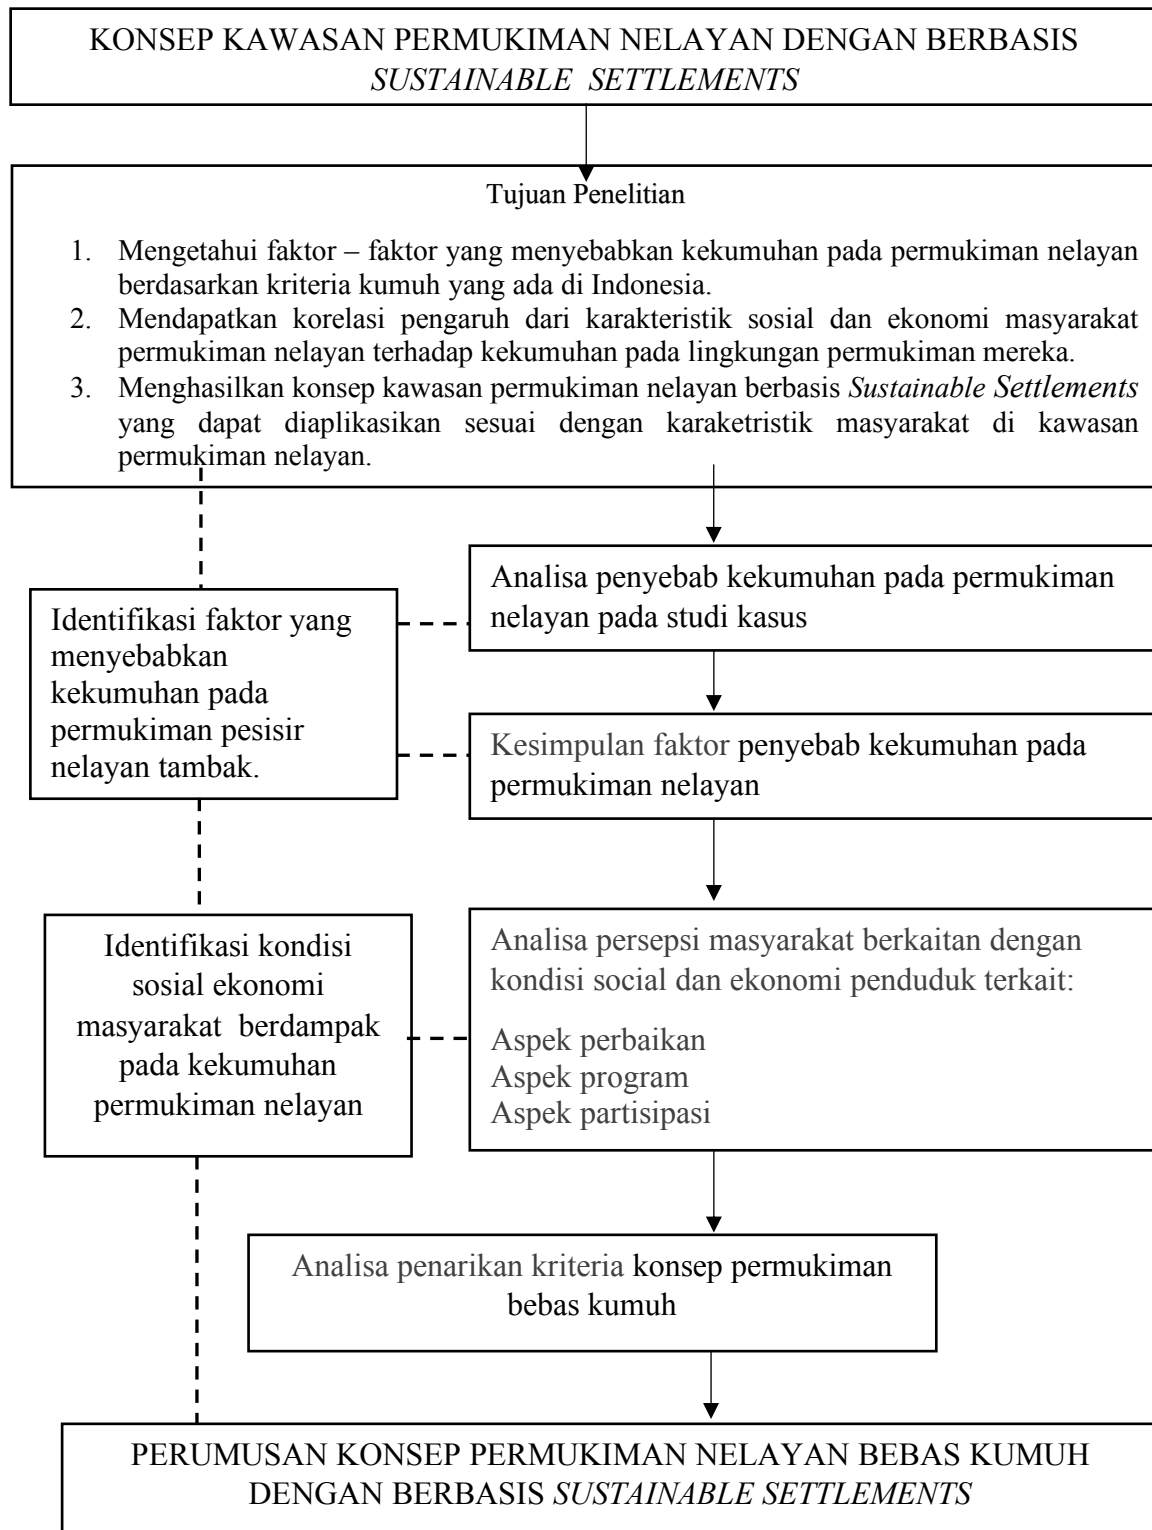 KONSEP KAWASAN PERMUKIMAN NELAYAN DENGAN BERBASIS
SUSTAINABLE SETTLEMENTS
Tujuan Penelitian
1. Mengetahui faktor – faktor yang menyebabkan kekumuhan pada permukiman nelayan
berdasarkan kriteria kumuh yang ada di Indonesia.
2. Mendapatkan korelasi pengaruh dari karakteristik sosial dan ekonomi masyarakat
permukiman nelayan terhadap kekumuhan pada lingkungan permukiman mereka.
3. Menghasilkan konsep kawasan permukiman nelayan berbasis Sustainable Settlements
yang dapat diaplikasikan sesuai dengan karaketristik masyarakat di kawasan
permukiman nelayan.
Analisa penyebab kekumuhan pada permukiman
nelayan pada studi kasus
Identifikasi faktor yang
menyebabkan
kekumuhan pada
permukiman pesisir
nelayan tambak.
Kesimpulan faktor penyebab kekumuhan pada
permukiman nelayan
Identifikasi kondisi
sosial ekonomi
masyarakat berdampak
pada kekumuhan
permukiman nelayan
Analisa persepsi masyarakat berkaitan dengan
kondisi social dan ekonomi penduduk terkait:
Aspek perbaikan
Aspek program
Aspek partisipasi
Analisa penarikan kriteria konsep permukiman
bebas kumuh
PERUMUSAN KONSEP PERMUKIMAN NELAYAN BEBAS KUMUH
DENGAN BERBASIS SUSTAINABLE SETTLEMENTS